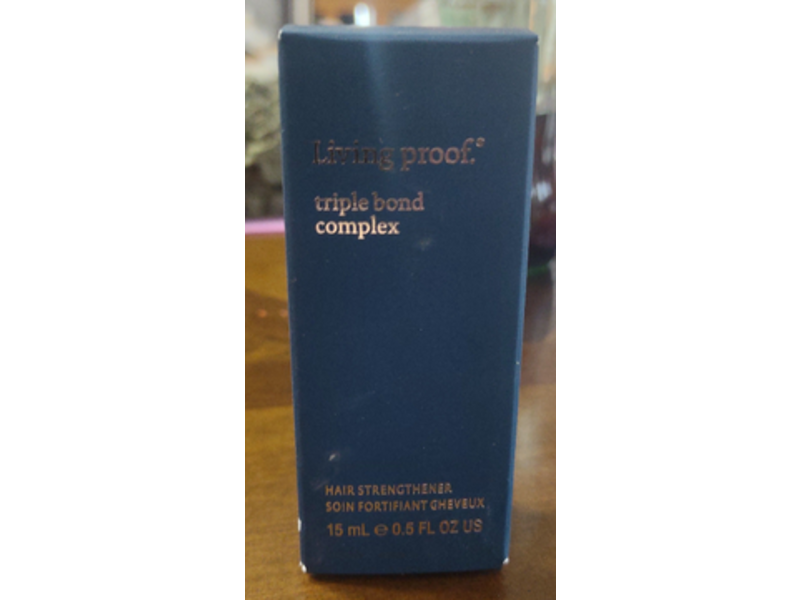 Living proof.®
triple bond
complex
HAIR STRENGTHENER
SOIN FORTIFIANT CHEVEUX
15 mL e 0.5 FL OZ US